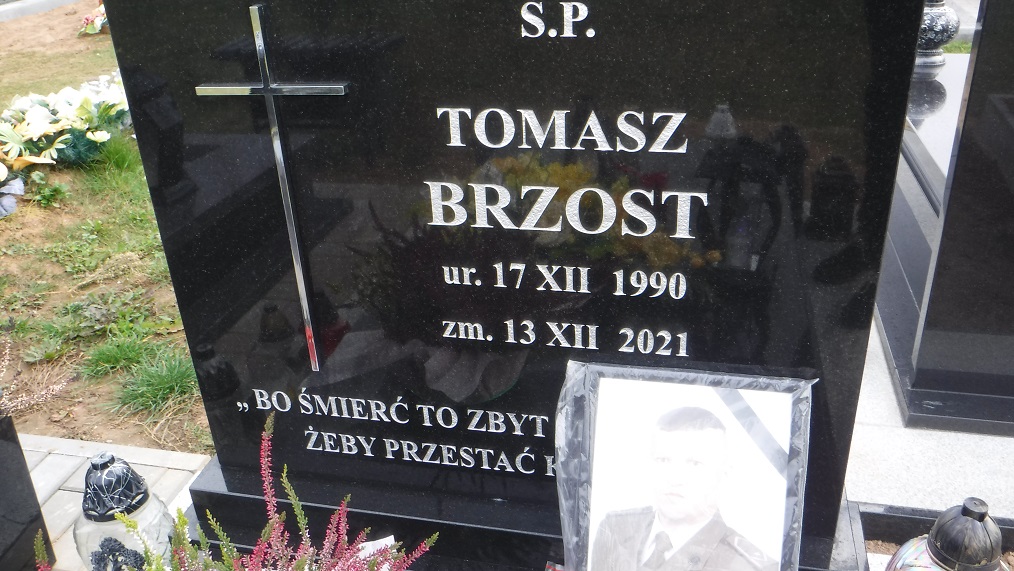 S.P.
TOMASZ
BRZOST
ur. 17 XII 1990
zm. 13 XII 2021
„ BO ŚMIERĆ TO ZBYT
ŻEBY PRZESTAĆ K